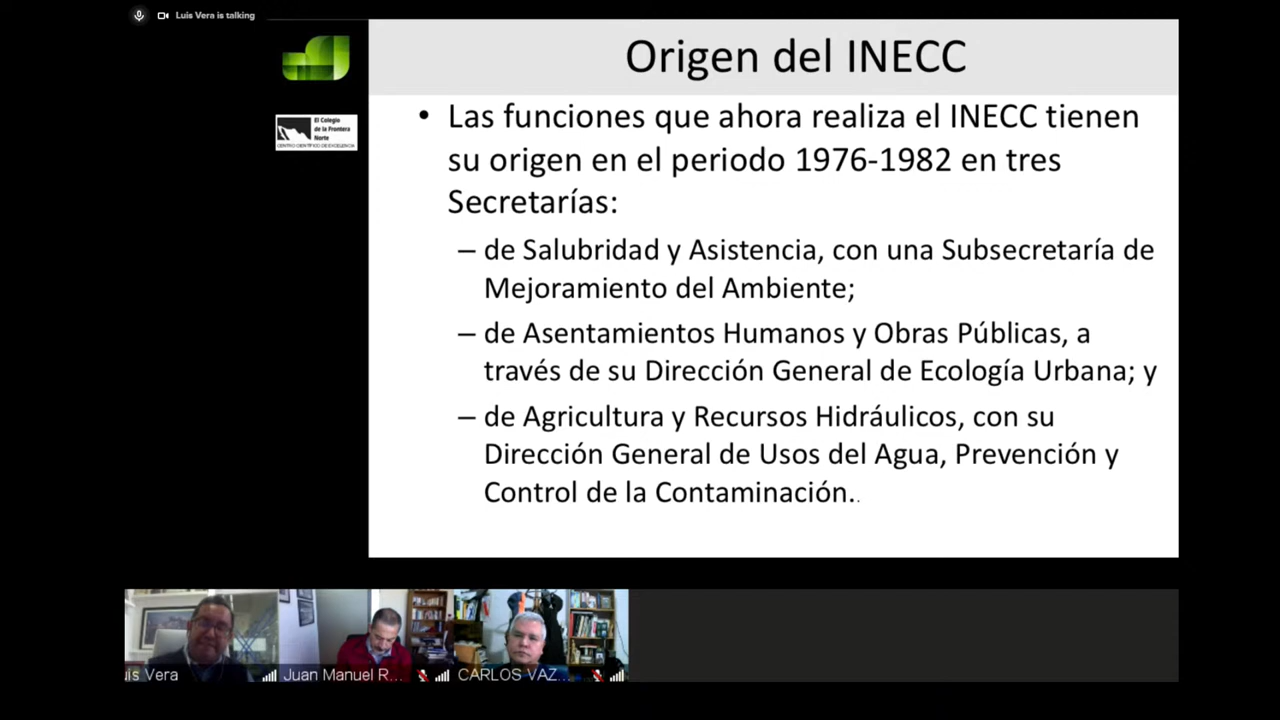 Luis Vera is talking
Origen del INECC
El Colegio
de la Frontera
Norte
CENTRO CIENTÍFICO DE EXCELENCIA
• Las funciones que ahora realiza el INECC tienen
su origen en el periodo 1976-1982 en tres
Secretarías:
– de Salubridad y Asistencia, con una Subsecretaría de
Mejoramiento del Ambiente;
– de Asentamientos Humanos y Obras Públicas, a
través de su Dirección General de Ecología Urbana; y
– de Agricultura y Recursos Hidráulicos, con su
Dirección General de Usos del Agua, Prevención y
Control de la Contaminación..
uis Vera
Juan Manuel R...
CARLOS VAZ...